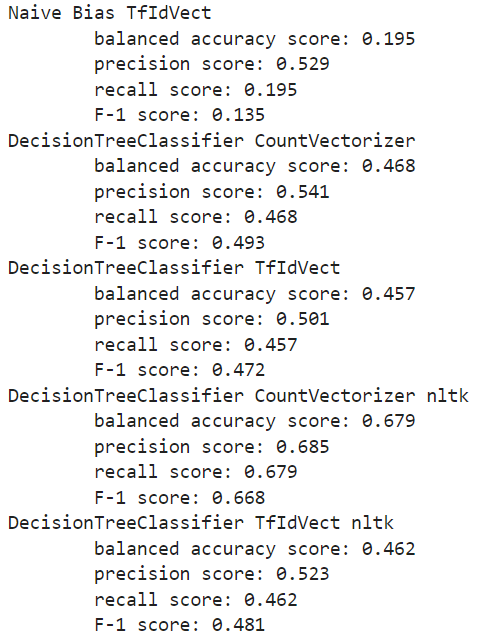 Naive Bias TfIdVect
balanced accuracy score: 0.195
precision score: 0.529
recall score: 0.195
F-1 score: 0.135
DecisionTreeClassifier CountVectorizer
balanced accuracy score: 0.468
precision score: 0.541
recall score: 0.468
F-1 score: 0.493
DecisionTreeClassifier TfIdVect
balanced accuracy score: 0.457
precision score: 0.501
recall score: 0.457
F-1 score: 0.472
DecisionTreeClassifier CountVectorizer nltk
balanced accuracy score: 0.679
precision score: 0.685
recall score: 0.679
F-1 score: 0.668
DecisionTreeClassifier TfIdVect nltk
balanced accuracy score: 0.462
precision score: 0.523
recall score: 0.462
F-1 score: 0.481